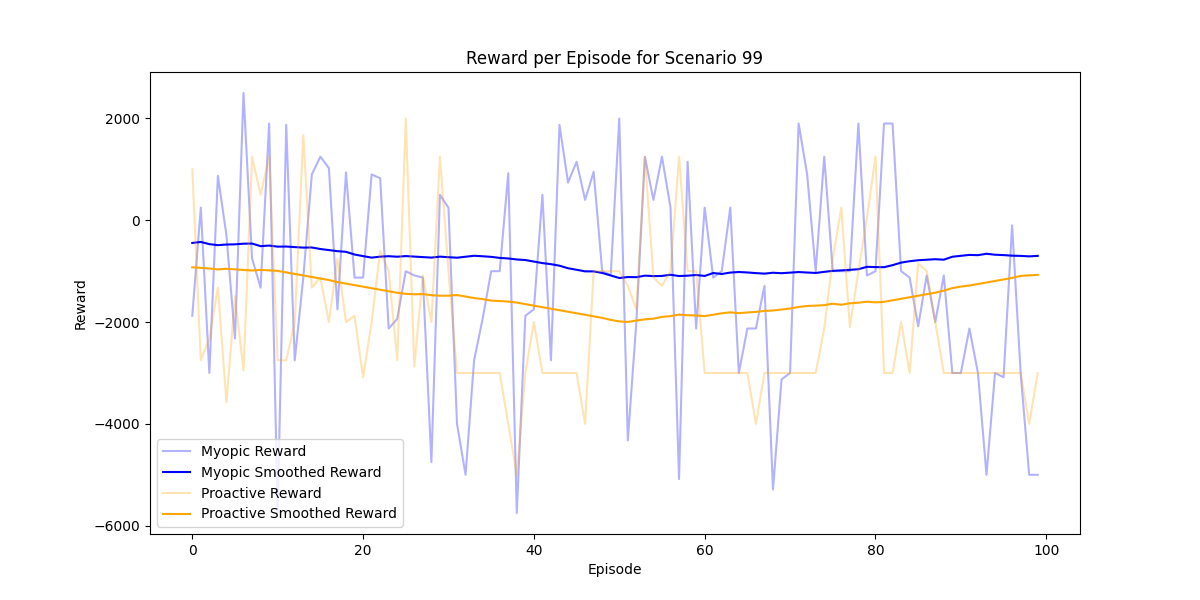 Reward per Episode for Scenario 99
Reward
2000
0
−2000
−4000
−6000
Myopic Reward
Myopic Smoothed Reward
Proactive Reward
Proactive Smoothed Reward
0 20 40 60 80 100
Episode